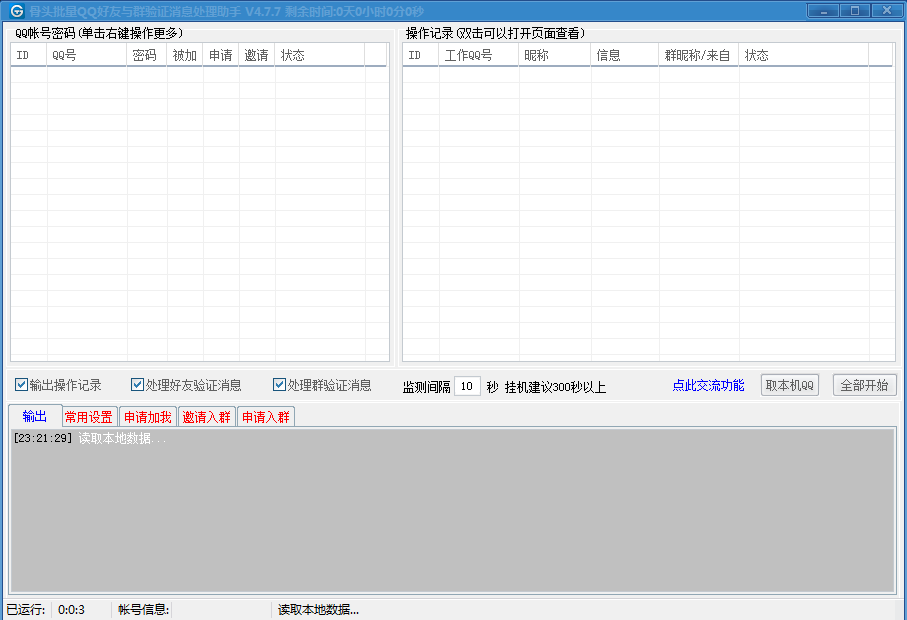 骨头批量QQ好友与群验证消息处理助手 V4.7.7 剩余时间:0天0小时0分0秒
QQ帐号密码(单击右键操作更多)
ID QQ号 密码 被加 申请 邀请 状态
操作记录(双击可以打开页面查看)
ID 工作QQ号 昵称 信息 群昵称/来自 状态
输出操作记录 处理好友验证消息 处理群验证消息 监测间隔 10 秒 挂机建议300秒以上 点此交流功能 取本机QQ 全部开始
输出 常用设置 申请加我 邀请入群 申请入群
[23:21:29] 读取本地数据...
已运行: 0:0:3 帐号信息: 读取本地数据...